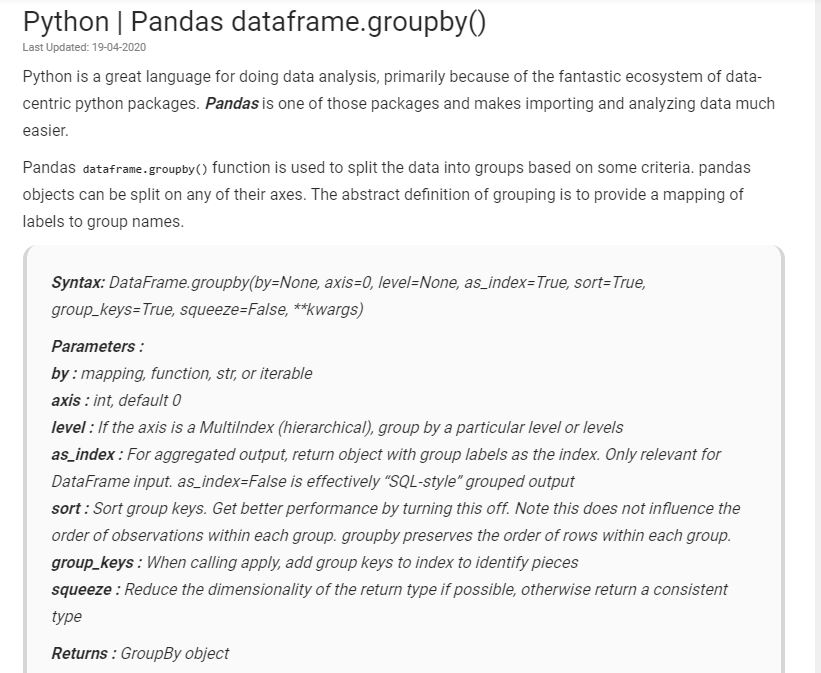 Python | Pandas dataframe.groupby()
Last Updated: 19-04-2020
Python is a great language for doing data analysis, primarily because of the fantastic ecosystem of data-
centric python packages. Pandas is one of those packages and makes importing and analyzing data much
easier.
Pandas dataframe.groupby() function is used to split the data into groups based on some criteria. pandas
objects can be split on any of their axes. The abstract definition of grouping is to provide a mapping of
labels to group names.
Syntax: DataFrame.groupby(by=None, axis=0, level=None, as_index=True, sort=True,
group_keys=True, squeeze=False, **kwargs)
Parameters :
by : mapping, function, str, or iterable
axis : int, default 0
level : If the axis is a MultiIndex (hierarchical), group by a particular level or levels
as_index : For aggregated output, return object with group labels as the index. Only relevant for
DataFrame input. as_index=False is effectively “SQL-style” grouped output
sort : Sort group keys. Get better performance by turning this off. Note this does not influence the
order of observations within each group. groupby preserves the order of rows within each group.
group_keys : When calling apply, add group keys to index to identify pieces
squeeze : Reduce the dimensionality of the return type if possible, otherwise return a consistent
type
Returns : GroupBy object